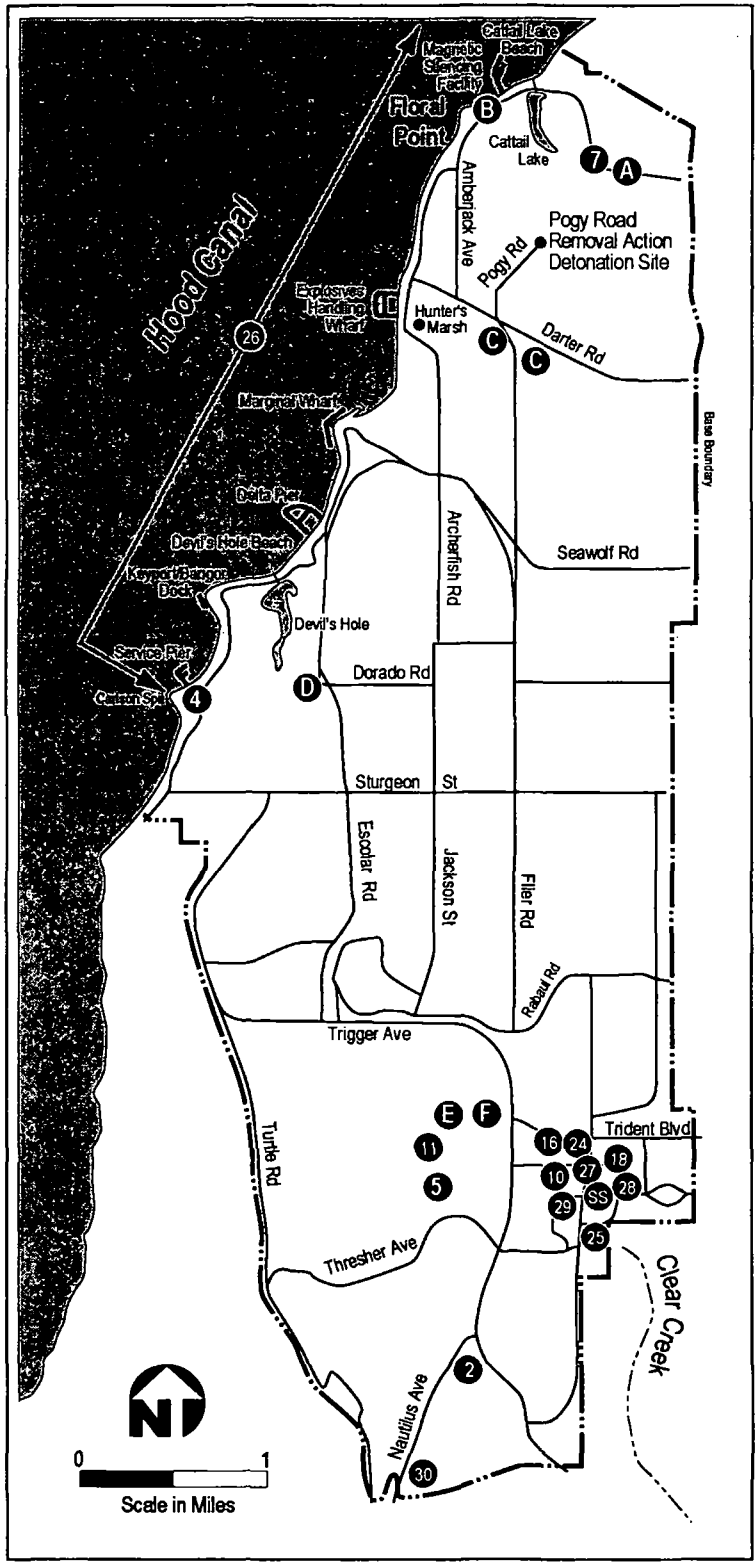 Cattail Lake
Beach
Magnetic
Silencing
Facility
Floral
Point
B
Cattail
Lake
7
A
Amberjack Ave
Pogy Rd
Pogy Road
Removal Action
Detonation Site
Hood Canal
26
Explosives
Handling
Wharf
Hunter's
Marsh
C
C
Darter Rd
Base Boundary
Marginal Wharf
Delta Pier
Devil's Hole Beach
Keyport/Bangor
Dock
Archerfish Rd
Seawolf Rd
Devil's Hole
Service Pier
Carlson Spit
4
D
Dorado Rd
Sturgeon St
Escolar Rd
Jackson St
Flier Rd
Rabaul Rd
Trigger Ave
Turtle Rd
E
F
11
5
16
24
Trident Blvd
10
27
18
29
SS
28
25
Thresher Ave
Clear Creek
2
Nautilus Ave
30
N
0 1
Scale in Miles